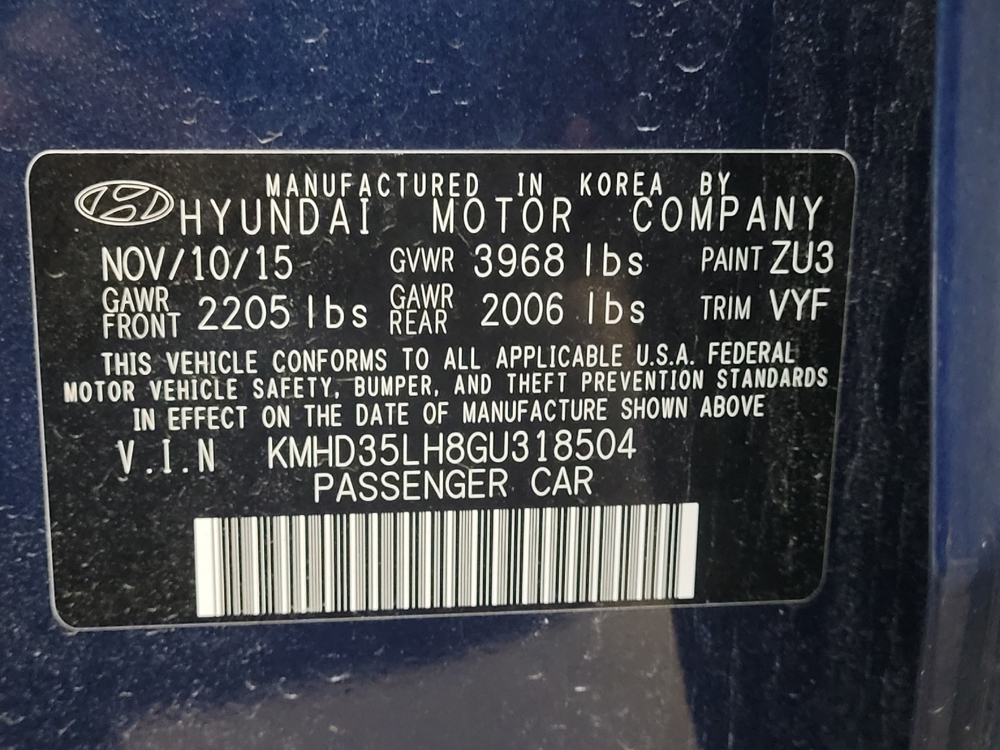 MANUFACTURED IN KOREA BY
HYUNDAI MOTOR COMPANY
NOV/10/15 GVWR 3968 lbs PAINT ZU3
GAWR FRONT 2205 lbs GAWR REAR 2006 lbs TRIM VYF
THIS VEHICLE CONFORMS TO ALL APPLICABLE U.S.A. FEDERAL
MOTOR VEHICLE SAFETY, BUMPER, AND THEFT PREVENTION STANDARDS
IN EFFECT ON THE DATE OF MANUFACTURE SHOWN ABOVE
V.I.N KMHD35LH8GU318504
PASSENGER CAR